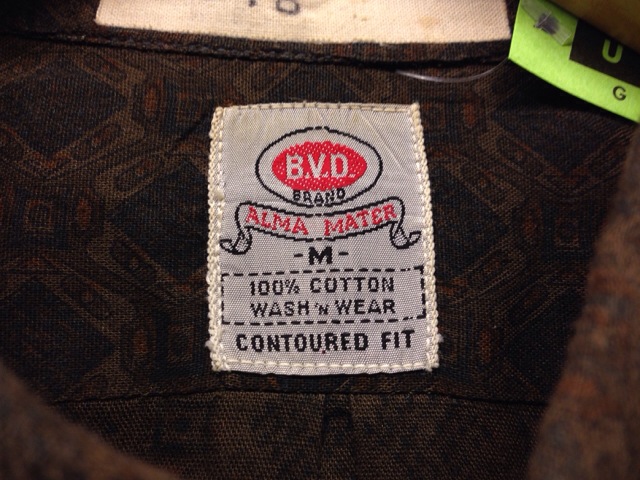 B.V.D.
BRAND
ALMA MATER
-M-
100% COTTON
WASH 'N WEAR
CONTOURED FIT
U
G